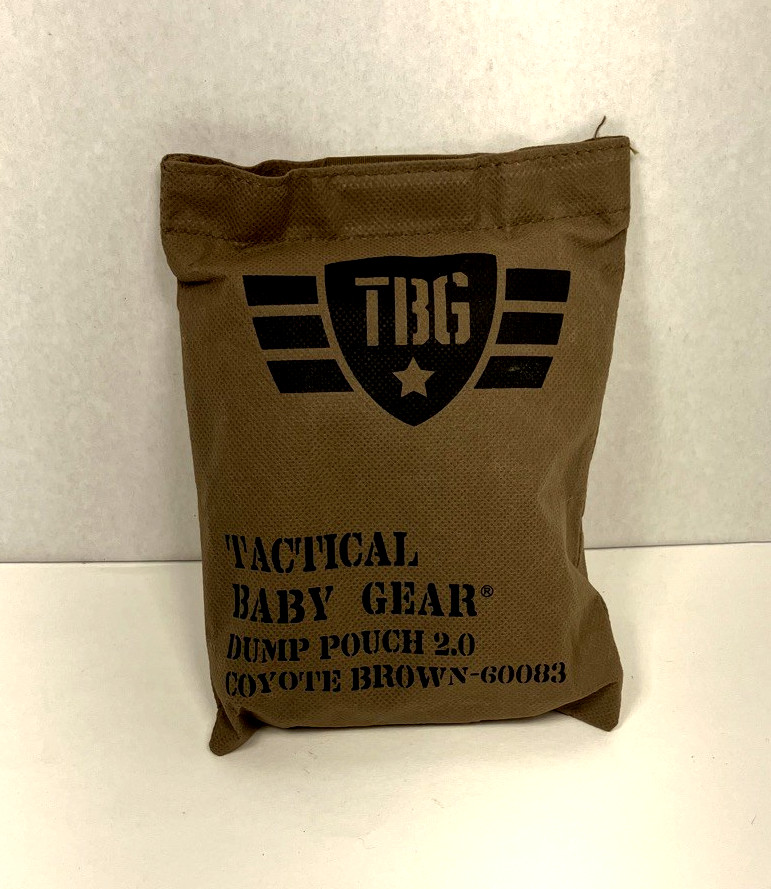 TBG
TACTICAL
BABY GEAR®
DUMP POUCH 2.0
COYOTE BROWN-60083